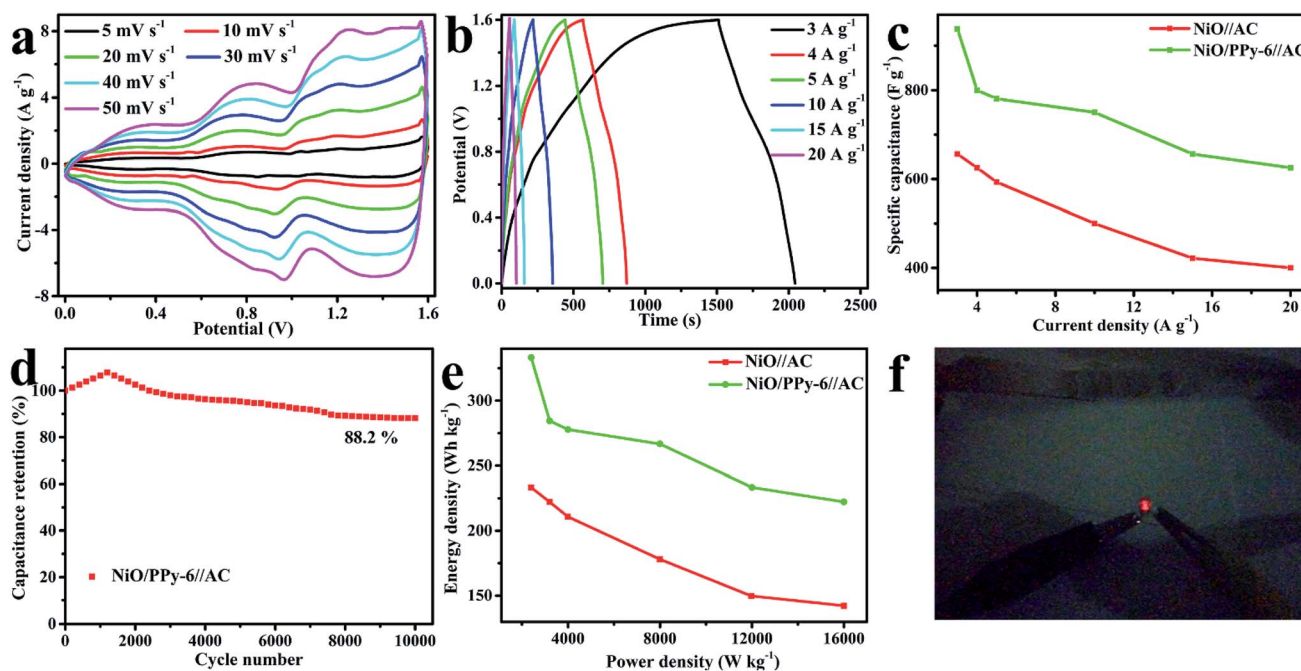 a
5 mV s⁻¹ 10 mV s⁻¹
20 mV s⁻¹ 30 mV s⁻¹
40 mV s⁻¹
50 mV s⁻¹
8
4
0
-4
-8
Current density (A g⁻¹)
0.0 0.4 0.8 1.2 1.6
Potential (V)
b
3 A g⁻¹
4 A g⁻¹
5 A g⁻¹
10 A g⁻¹
15 A g⁻¹
20 A g⁻¹
1.6
1.2
0.8
0.4
0.0
Potential (V)
0 500 1000 1500 2000 2500
Time (s)
c
NiO//AC
NiO/PPy-6//AC
800
600
400
Specific capacitance (F g⁻¹)
4 8 12 16 20
Current density (A g⁻¹)
d
100
80
60
40
20
0
Capacitance retention (%)
88.2 %
NiO/PPy-6//AC
0 2000 4000 6000 8000 10000
Cycle number
e
NiO//AC
NiO/PPy-6//AC
300
250
200
150
Energy density (Wh kg⁻¹)
4000 8000 12000 16000
Power density (W kg⁻¹)
f